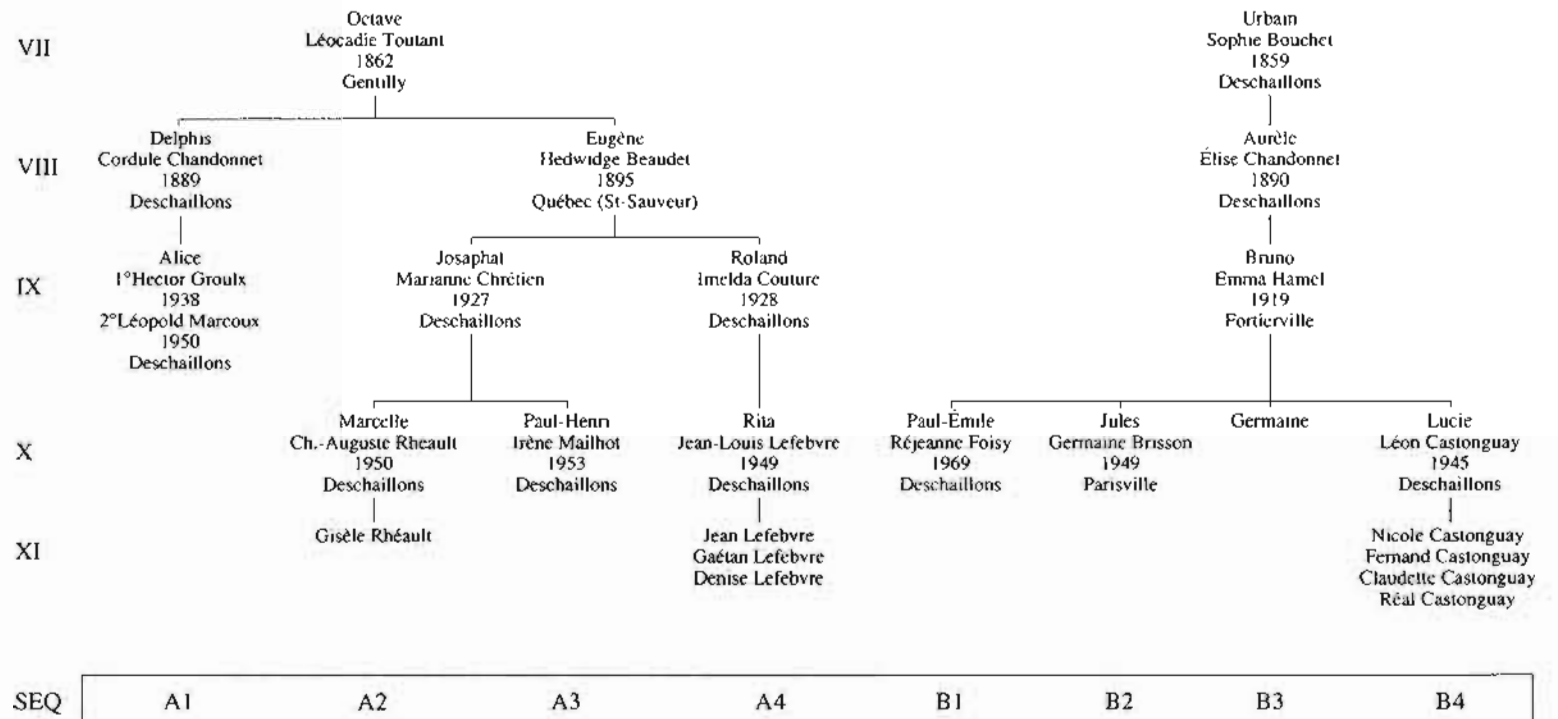 VII
Octave
Léocadie Toutant
1862
Gentilly
Urbain
Sophie Bouchet
1859
Deschaillons
VIII
Delphis
Cordule Chandonnet
1889
Deschaillons
Eugène
Hedwidge Beaudet
1895
Québec (St-Sauveur)
Aurèle
Élise Chandonnet
1890
Deschaillons
IX
Alice
1°Hector Groulx
1938
2°Léopold Marcoux
1950
Deschaillons
Josaphat
Marianne Chrétien
1927
Deschaillons
Roland
Imelda Couture
1928
Deschaillons
Bruno
Emma Hamel
1919
Fortierville
X
Marcelle
Ch.-Auguste Rheault
1950
Deschaillons
Paul-Henri
Irène Mailhot
1953
Deschaillons
Rita
Jean-Louis Lefebvre
1949
Deschaillons
Paul-Émile
Réjeanne Foisy
1969
Deschaillons
Jules
Germaine Brisson
1949
Parisville
Germaine
Lucie
Léon Castonguay
1945
Deschaillons
XI
Gisèle Rhéault
Jean Lefebvre
Gaétan Lefebvre
Denise Lefebvre
Nicole Castonguay
Fernand Castonguay
Claudette Castonguay
Réal Castonguay
SEQ A1 A2 A3 A4 B1 B2 B3 B4